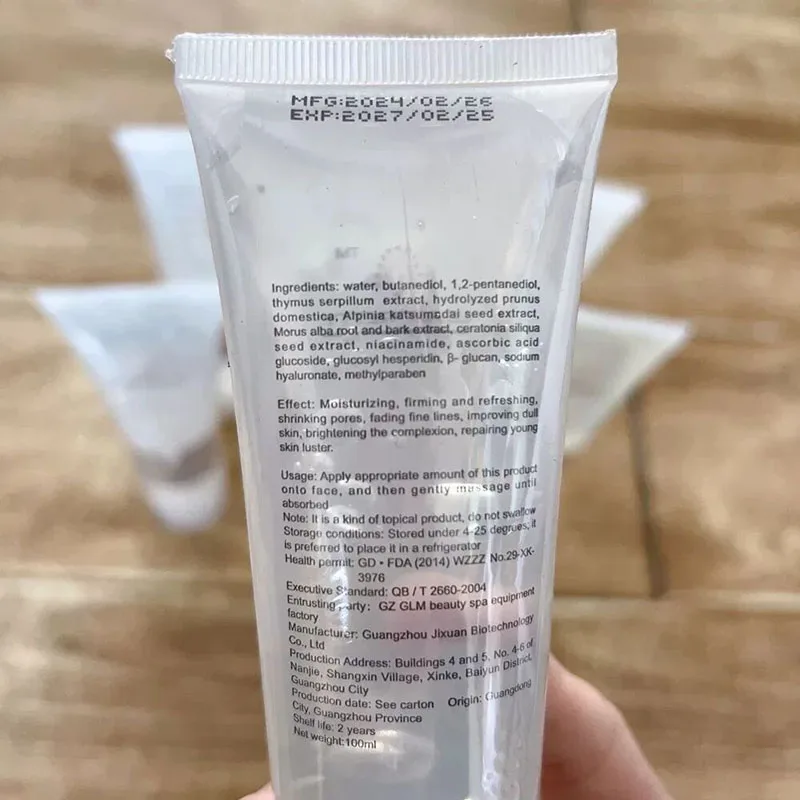 MFG:2024/02/26
EXP:2027/02/25
Ingredients: water, butanediol, 1,2-pentanediol,
thymus serpillum extract, hydrolyzed prunus
domestica, Alpinia katsumadai seed extract,
Morus alba root and bark extract, ceratonia siliqua
seed extract, niacinamide, ascorbic acid
glucoside, glucosyl hesperidin, β- glucan, sodium
hyaluronate, methylparaben
Effect: Moisturizing, firming and refreshing,
shrinking pores, fading fine lines, improving dull
skin, brightening the complexion, repairing young
skin luster.
Usage: Apply appropriate amount of this product
onto face, and then gently massage until
absorbed
Note: It is a kind of topical product, do not swallow
Storage conditions: Stored under 4-25 degrues, it
is preferred to place it in a refrigerator
Health permit: GD • FDA (2014) WZZZ No.29-XK-
3976
Executive Standard: QB / T 2660-2004
Entrusting party: GZ GLM beauty spa equipment
factory
Manufacturer: Guangzhou Jixuan Biotechnology
Co., Ltd
Production Address: Buildings 4 and 5, No. 4-6 of
Nanjie, Shangxin Village, Xinke, Baiyun District,
Guangzhou City
Production date: See carton Origin: Guangdong
City, Guangzhou Province
Shelf life: 2 years
Net weight:100ml